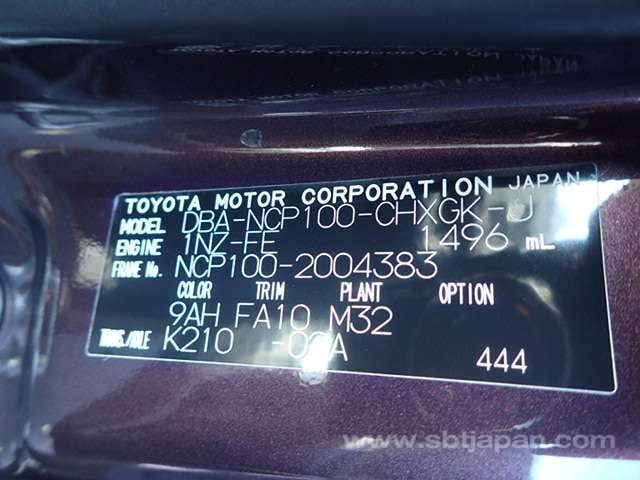 TOYOTA MOTOR CORPORATION JAPAN
MODEL DBA-NCP100-CHXGK-J
ENGINE 1NZ-FE 1496 mL
FRAME No. NCP100-2004383
COLOR TRIM PLANT OPTION
9AH FA10 M32
TRANS./AXLE K210 -02A
444
www.sbtjapan.com